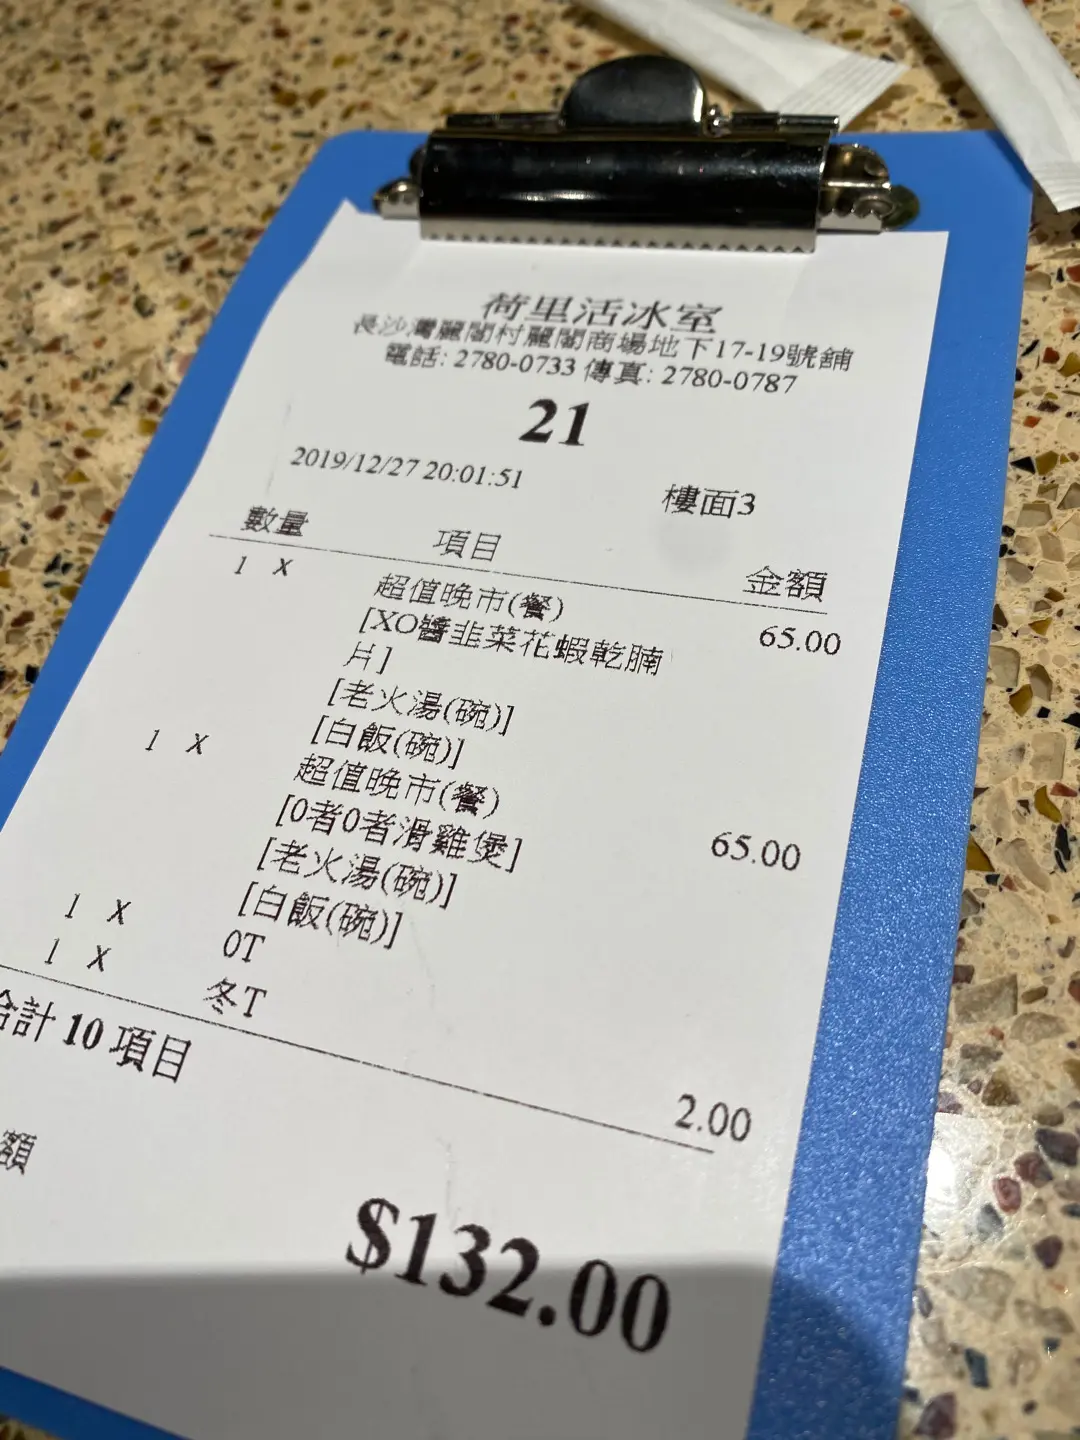 荷里活冰室
長沙灣麗閣村麗閣商場地下17-19號舖
電話: 2780-0733 傳真: 2780-0787
21
2019/12/27 20:01:51 樓面3
數量 項目 金額
1 X 超值晚市(餐) 65.00
[XO醬韭菜花蝦乾腩
片]
[老火湯(碗)]
[白飯(碗)]
1 X 超值晚市(餐) 65.00
[0者0者滑雞煲]
[老火湯(碗)]
[白飯(碗)]
1 X 0T
1 X 冬T 2.00
合計 10 項目
額
$132.00